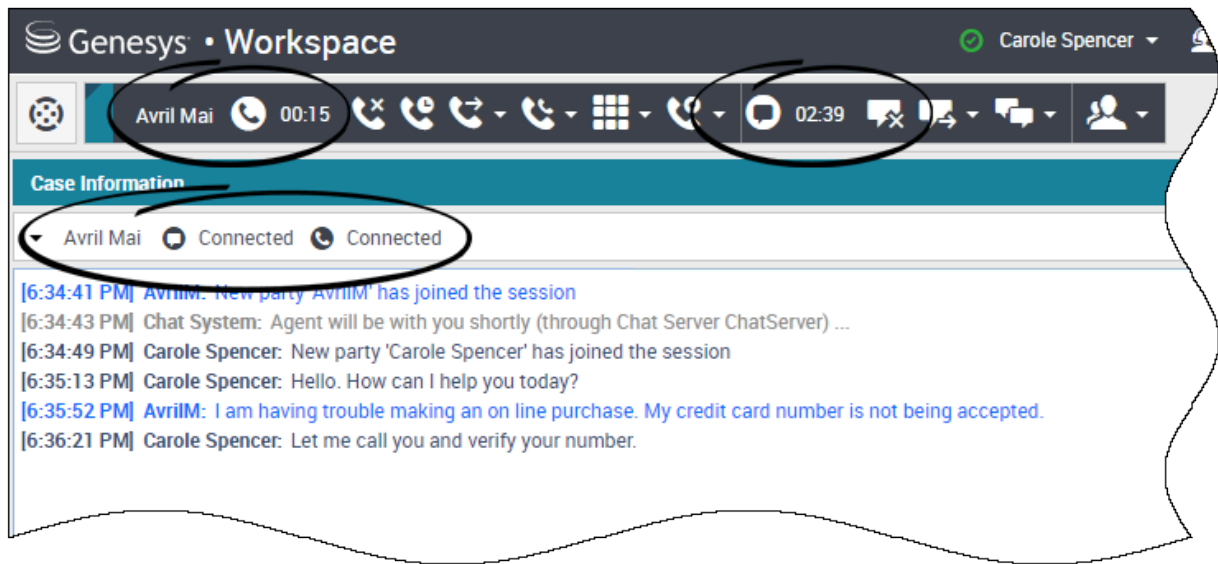 Genesys • Workspace
Carole Spencer
Avril Mai 00:15 02:39
Case Information
Avril Mai Connected Connected
[6:34:41 PM] AvrilM: New party 'AvrilM' has joined the session
[6:34:43 PM] Chat System: Agent will be with you shortly (through Chat Server ChatServer) ...
[6:34:49 PM] Carole Spencer: New party 'Carole Spencer' has joined the session
[6:35:13 PM] Carole Spencer: Hello. How can I help you today?
[6:35:52 PM] AvrilM: I am having trouble making an on line purchase. My credit card number is not being accepted.
[6:36:21 PM] Carole Spencer: Let me call you and verify your number.